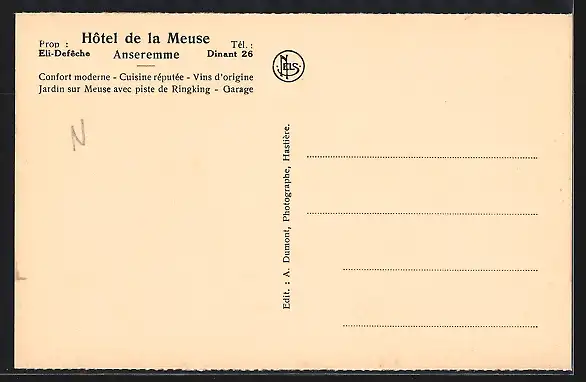 Hôtel de la Meuse
Prop : Tél. :
Eli-Defêche Anseremme Dinant 26
Confort moderne - Cuisine réputée - Vins d'origine
Jardin sur Meuse avec piste de Ringking - Garage
NELS
N
Edit. : A. Dumont, Photographe, Hastière.